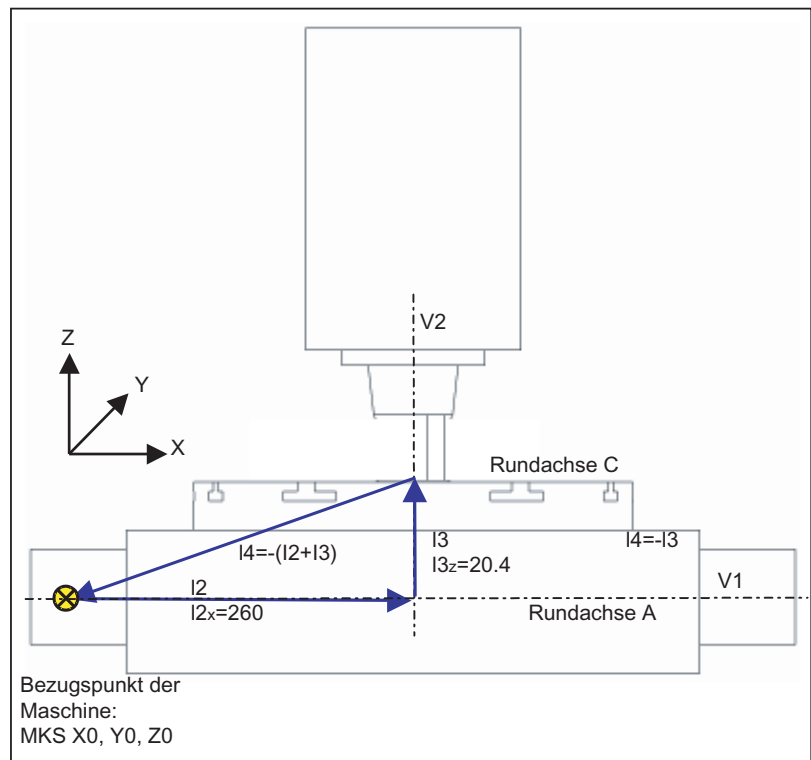 V2
Z
Y
X
Rundachse C
l4=-(l2+l3)
l3
l3z=20.4
l4=-l3
l2
l2x=260
V1
Rundachse A
Bezugspunkt der
Maschine:
MKS X0, Y0, Z0